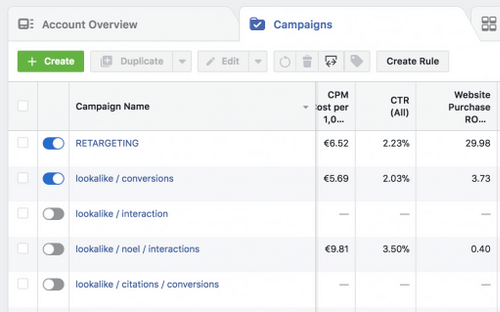 Account Overview
Campaigns
+ Create
Duplicate
Edit
Create Rule
Campaign Name
CPM
ost per
1,0...
CTR
(All)
Website
Purchase
RO...
RETARGETING €6.52 2.23% 29.98
lookalike / conversions €5.69 2.03% 3.73
lookalike / interaction — — —
lookalike / noel / interactions €9.81 3.50% 0.40
lookalike / citations / conversions — — —